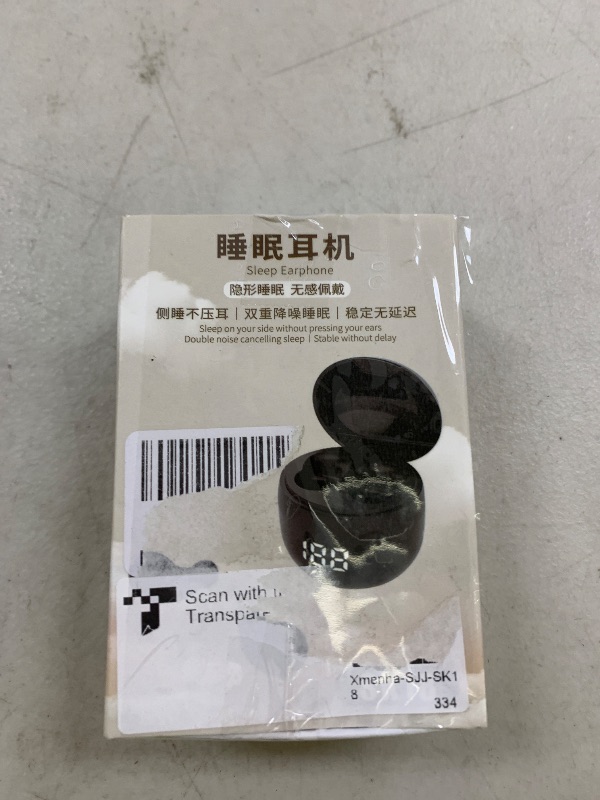 睡眠耳机
Sleep Earphone
隐形睡眠 无感佩戴
侧睡不压耳｜双重降噪睡眠｜稳定无延迟
Sleep on your side without pressing your ears
Double noise cancelling sleep | Stable without delay
188
Scan with
Xmenha-SJJ-SK1
8
334